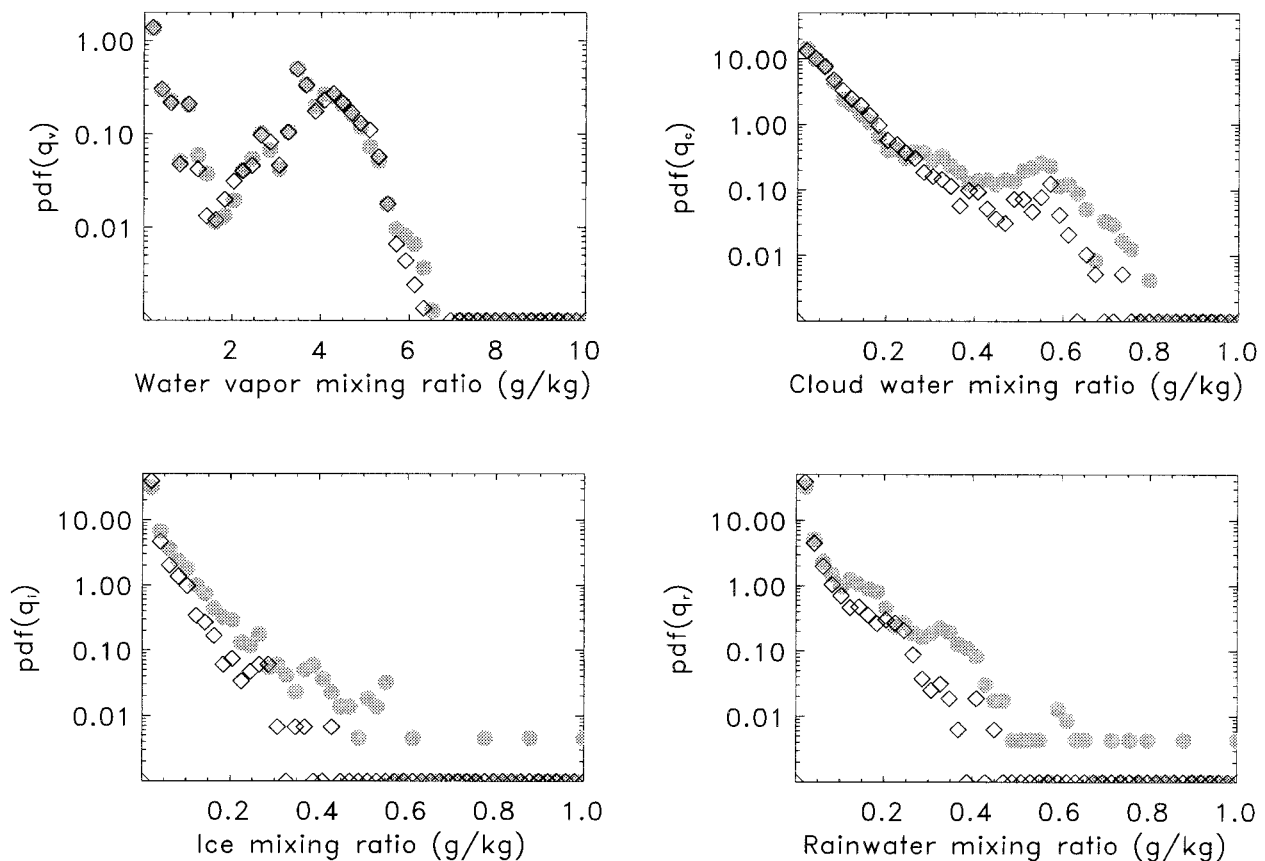 1.00
0.10
0.01
pdf(qv)
2 4 6 8 10
Water vapor mixing ratio (g/kg)
10.00
1.00
0.10
0.01
pdf(qc)
0.2 0.4 0.6 0.8 1.0
Cloud water mixing ratio (g/kg)
10.00
1.00
0.10
0.01
pdf(qi)
0.2 0.4 0.6 0.8 1.0
Ice mixing ratio (g/kg)
10.00
1.00
0.10
0.01
pdf(qr)
0.2 0.4 0.6 0.8 1.0
Rainwater mixing ratio (g/kg)